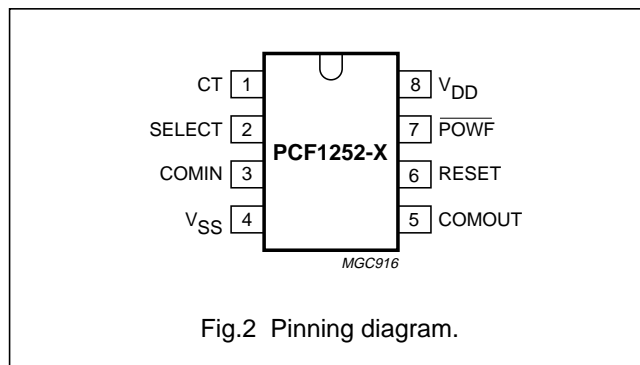 CT 1 8 VDD
SELECT 2 7 POWF
PCF1252-X
COMIN 3 6 RESET
VSS 4 5 COMOUT
MGC916
Fig.2 Pinning diagram.